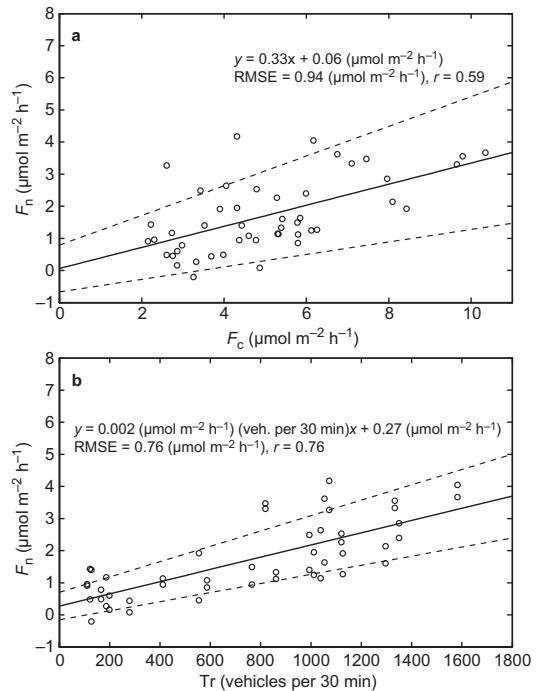 a
y = 0.33x + 0.06 (μmol m⁻² h⁻¹)
RMSE = 0.94 (μmol m⁻² h⁻¹), r = 0.59
8
7
6
5
4
3
2
1
0
–1
Fₙ (μmol m⁻² h⁻¹)
0 2 4 6 8 10
F꜀ (μmol m⁻² h⁻¹)
b
y = 0.002 (μmol m⁻² h⁻¹) (veh. per 30 min)x + 0.27 (μmol m⁻² h⁻¹)
RMSE = 0.76 (μmol m⁻² h⁻¹), r = 0.76
8
7
6
5
4
3
2
1
0
–1
Fₙ (μmol m⁻² h⁻¹)
0 200 400 600 800 1000 1200 1400 1600 1800
Tr (vehicles per 30 min)